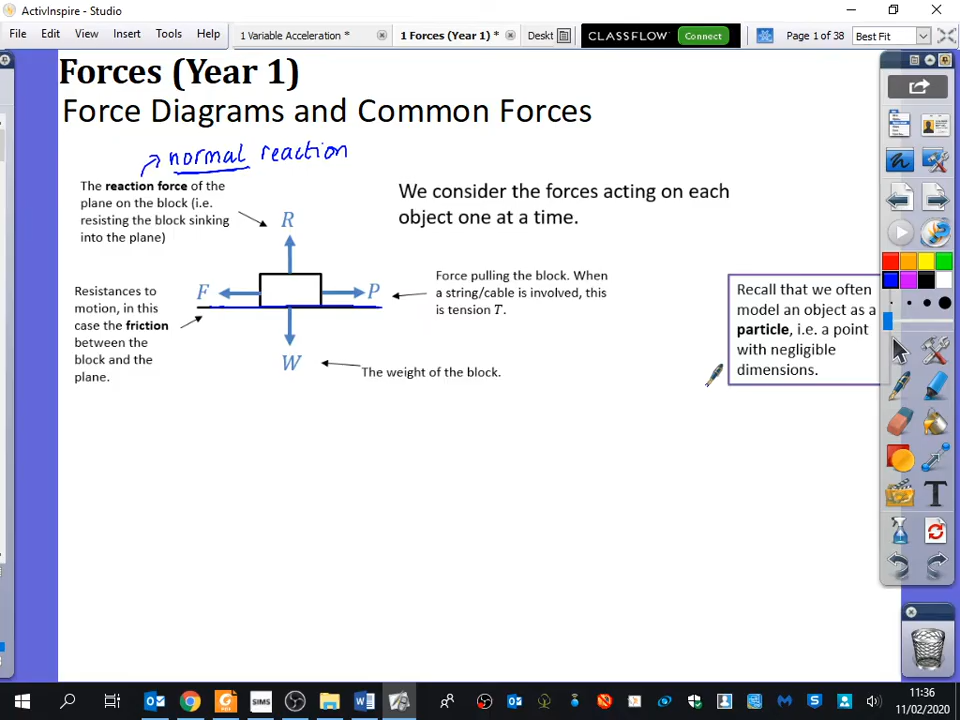 ActivInspire - Studio
File Edit View Insert Tools Help
1 Variable Acceleration *
1 Forces (Year 1) *
Deskt
CLASSFLOW
Connect
Page 1 of 38
Best Fit
Forces (Year 1)
Force Diagrams and Common Forces
normal reaction
The reaction force of the
plane on the block (i.e.
resisting the block sinking
into the plane)
R
We consider the forces acting on each
object one at a time.
Resistances to
motion, in this
case the friction
between the
block and the
plane.
F
P
Force pulling the block. When
a string/cable is involved, this
is tension T.
W
The weight of the block.
Recall that we often
model an object as a
particle, i.e. a point
with negligible
dimensions.
T
SIMS
11:36
11/02/2020